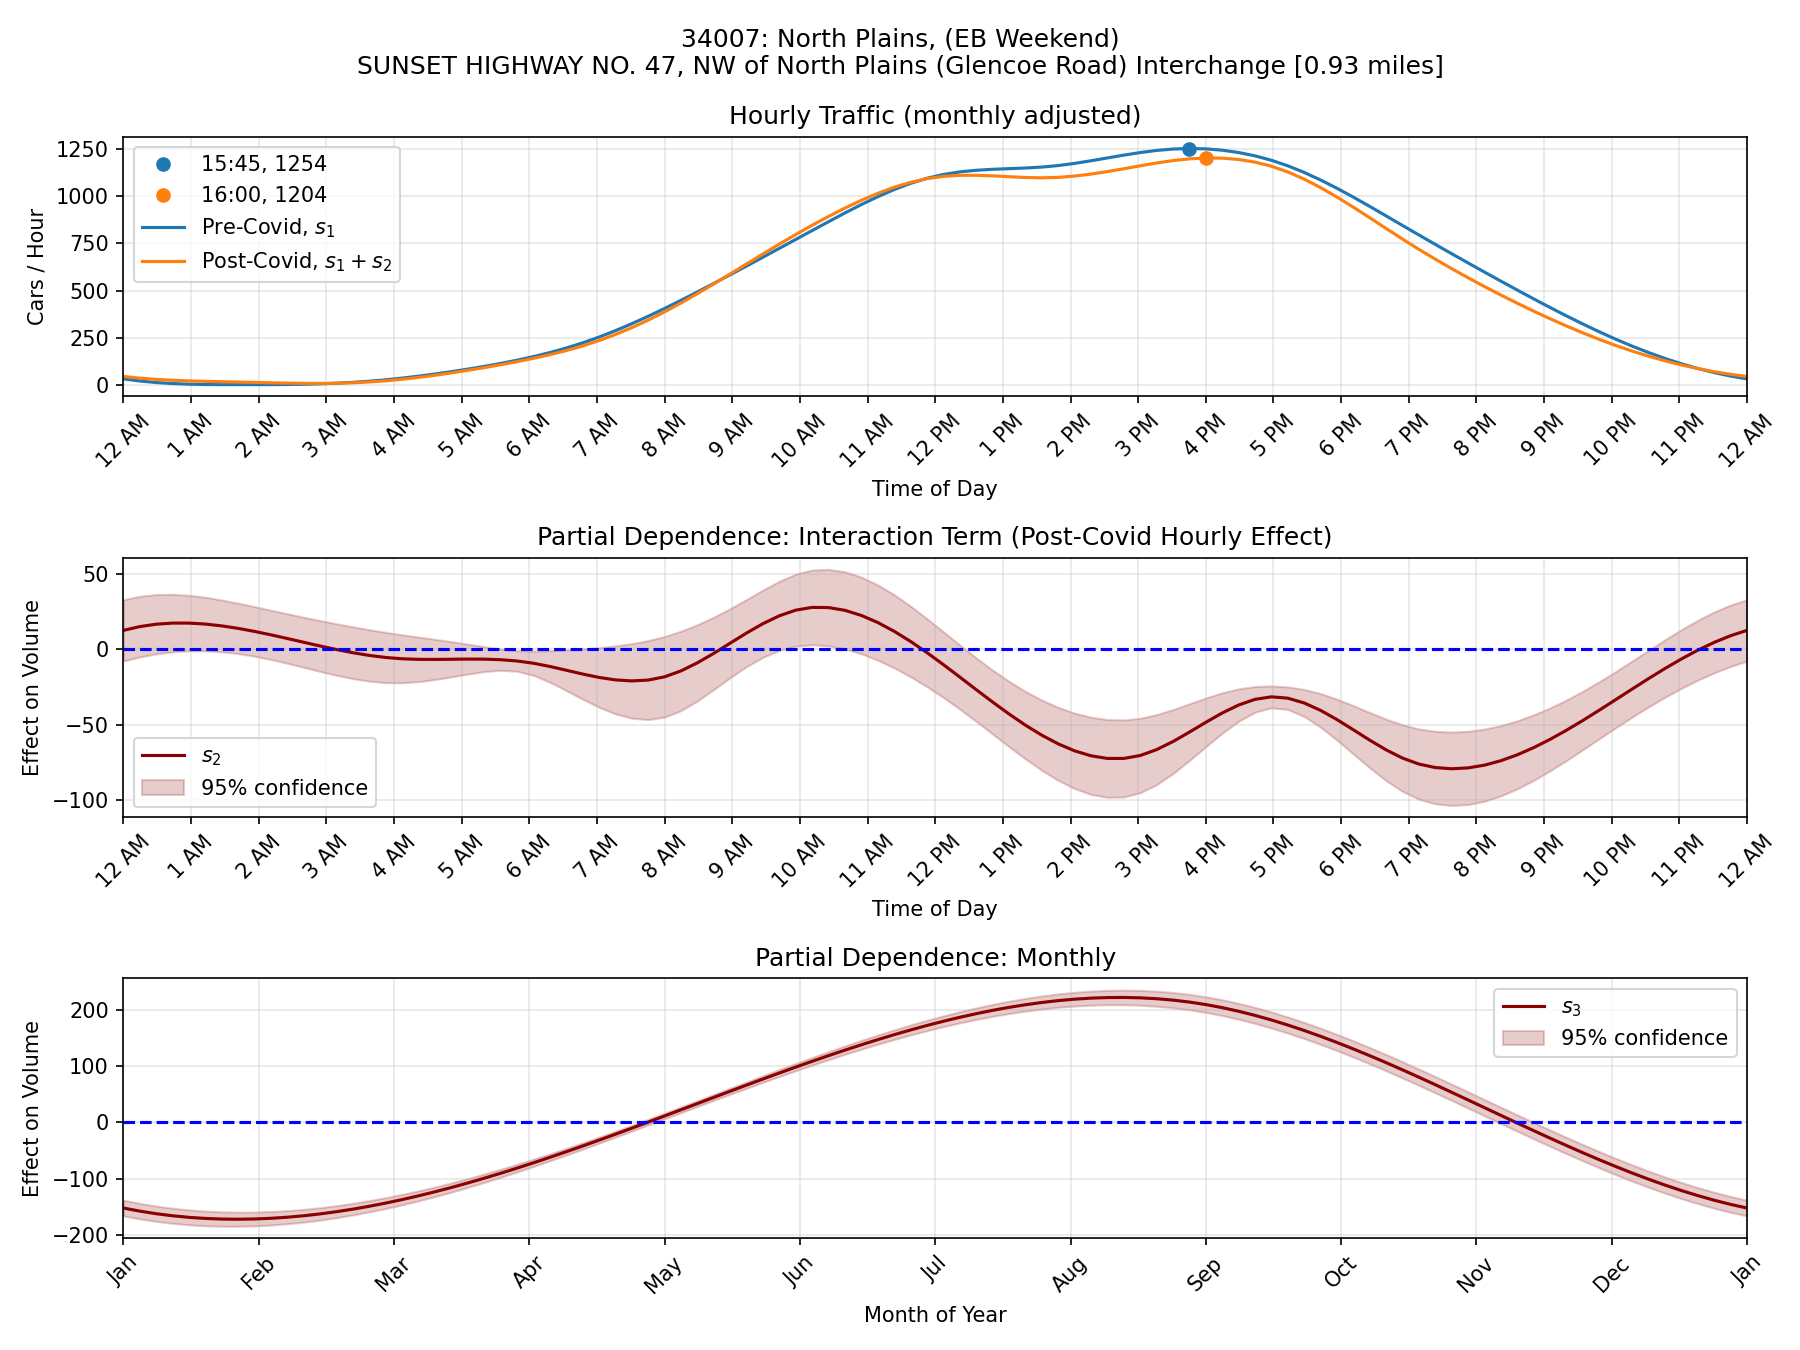 34007: North Plains, (EB Weekend)
SUNSET HIGHWAY NO. 47, NW of North Plains (Glencoe Road) Interchange [0.93 miles]
Hourly Traffic (monthly adjusted)
Cars / Hour
1250
1000
750
500
250
0
15:45, 1254
16:00, 1204
Pre-Covid, s₁
Post-Covid, s₁ + s₂
12 AM 1 AM 2 AM 3 AM 4 AM 5 AM 6 AM 7 AM 8 AM 9 AM 10 AM 11 AM 12 PM 1 PM 2 PM 3 PM 4 PM 5 PM 6 PM 7 PM 8 PM 9 PM 10 PM 11 PM 12 AM
Time of Day
Partial Dependence: Interaction Term (Post-Covid Hourly Effect)
Effect on Volume
50
0
−50
−100
s₂
95% confidence
12 AM 1 AM 2 AM 3 AM 4 AM 5 AM 6 AM 7 AM 8 AM 9 AM 10 AM 11 AM 12 PM 1 PM 2 PM 3 PM 4 PM 5 PM 6 PM 7 PM 8 PM 9 PM 10 PM 11 PM 12 AM
Time of Day
Partial Dependence: Monthly
Effect on Volume
200
100
0
−100
−200
s₃
95% confidence
Jan Feb Mar Apr May Jun Jul Aug Sep Oct Nov Dec Jan
Month of Year